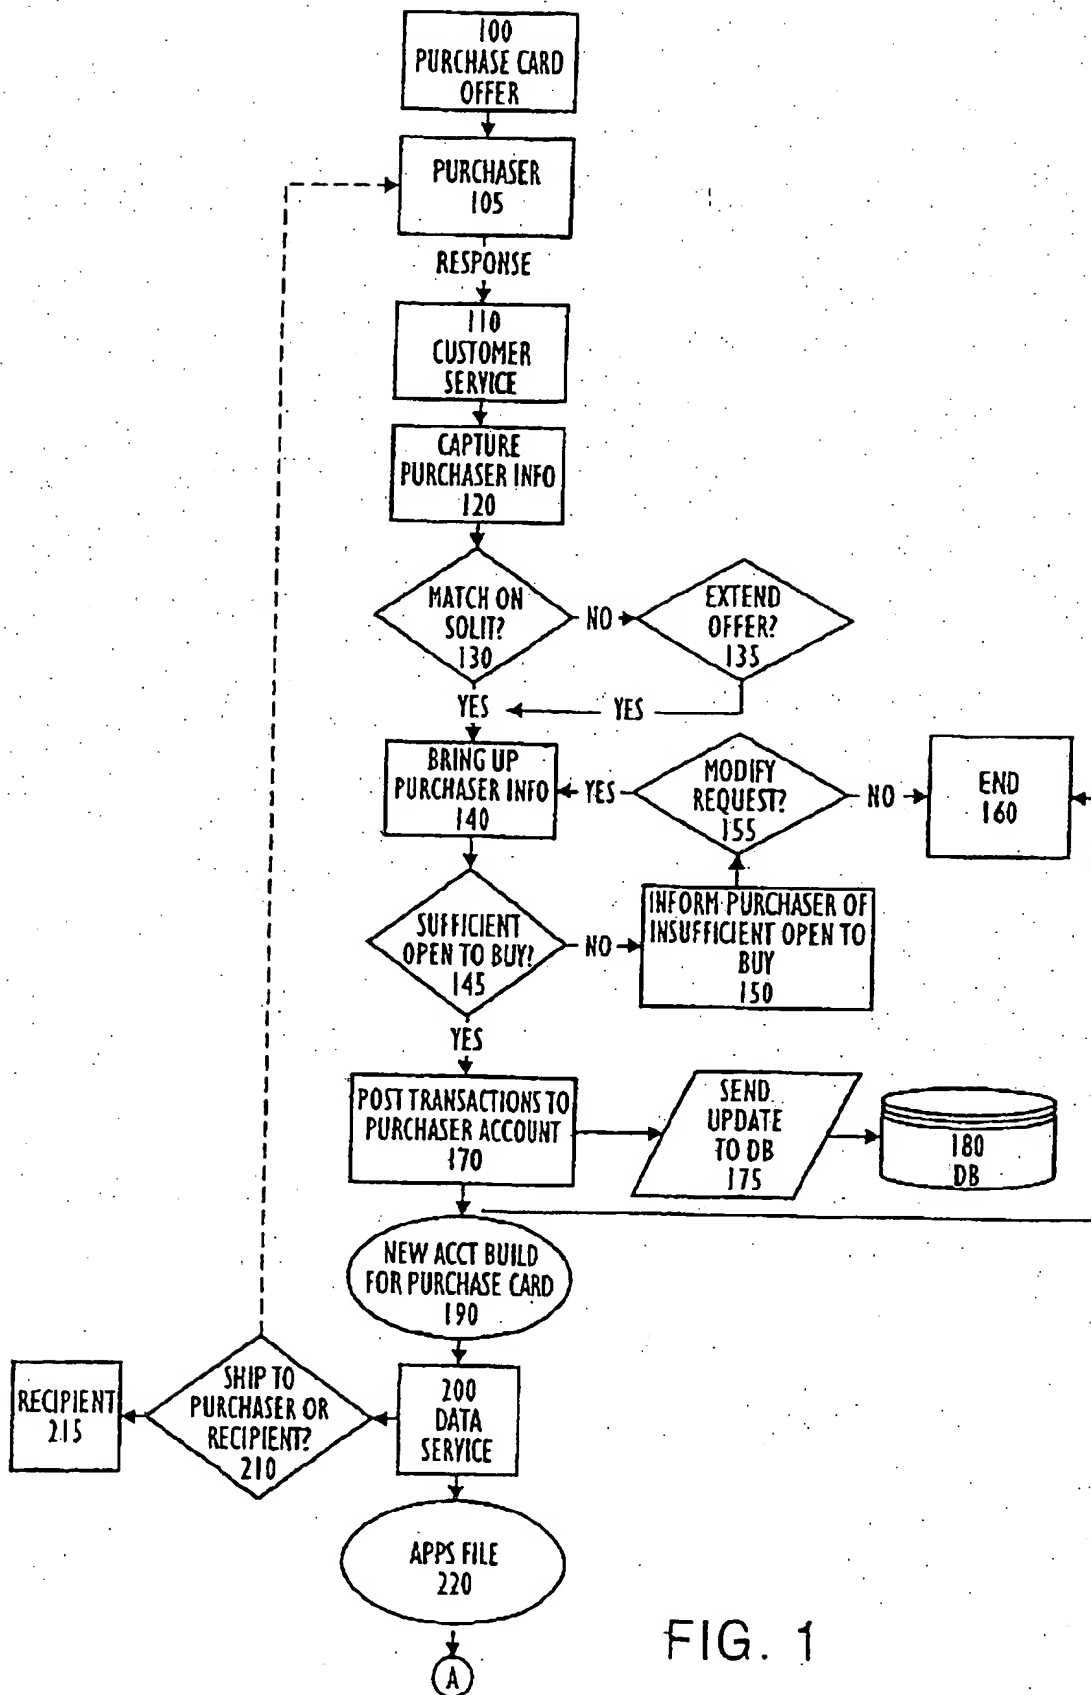 100
PURCHASE CARD
OFFER
PURCHASER
105
RESPONSE
110
CUSTOMER
SERVICE
CAPTURE
PURCHASER INFO
120
MATCH ON
SOLIT?
130
NO
EXTEND
OFFER?
135
YES
YES
BRING UP
PURCHASER INFO
140
YES
MODIFY
REQUEST?
155
NO
END
160
SUFFICIENT
OPEN TO BUY?
145
NO
INFORM PURCHASER OF
INSUFFICIENT OPEN TO
BUY
150
YES
POST TRANSACTIONS TO
PURCHASER ACCOUNT
170
SEND
UPDATE
TO DB
175
180
DB
NEW ACCT BUILD
FOR PURCHASE CARD
190
RECIPIENT
215
SHIP TO
PURCHASER OR
RECIPIENT?
210
200
DATA
SERVICE
APPS FILE
220
A
FIG. 1